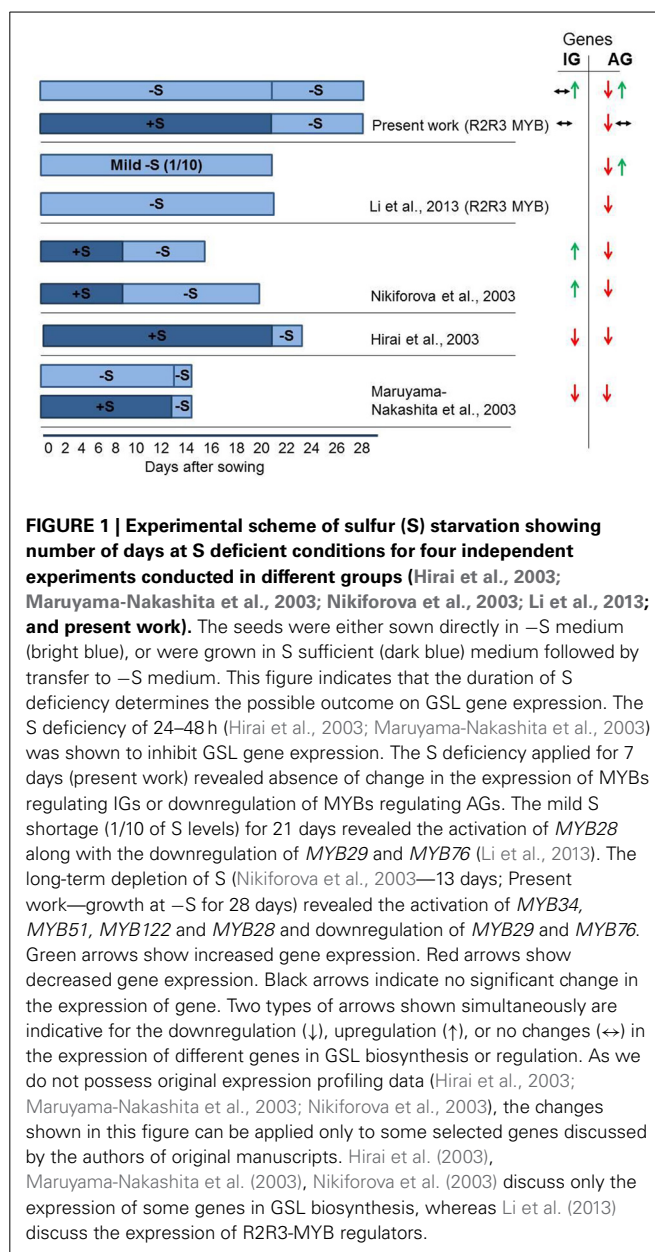 Genes
IG AG
-S -S
+S -S Present work (R2R3 MYB)
Mild -S (1/10)
-S Li et al., 2013 (R2R3 MYB)
+S -S
+S -S Nikiforova et al., 2003
+S -S Hirai et al., 2003
-S -S Maruyama-
+S -S Nakashita et al., 2003
0 2 4 6 8 10 12 14 16 18 20 22 24 26 28
Days after sowing
FIGURE 1 | Experimental scheme of sulfur (S) starvation showing
number of days at S deficient conditions for four independent
experiments conducted in different groups (Hirai et al., 2003;
Maruyama-Nakashita et al., 2003; Nikiforova et al., 2003; Li et al., 2013;
and present work). The seeds were either sown directly in −S medium
(bright blue), or were grown in S sufficient (dark blue) medium followed by
transfer to −S medium. This figure indicates that the duration of S
deficiency determines the possible outcome on GSL gene expression. The
S deficiency of 24–48 h (Hirai et al., 2003; Maruyama-Nakashita et al., 2003)
was shown to inhibit GSL gene expression. The S deficiency applied for 7
days (present work) revealed absence of change in the expression of MYBs
regulating IGs or downregulation of MYBs regulating AGs. The mild S
shortage (1/10 of S levels) for 21 days revealed the activation of MYB28
along with the downregulation of MYB29 and MYB76 (Li et al., 2013). The
long-term depletion of S (Nikiforova et al., 2003—13 days; Present
work—growth at −S for 28 days) revealed the activation of MYB34,
MYB51, MYB122 and MYB28 and downregulation of MYB29 and MYB76.
Green arrows show increased gene expression. Red arrows show
decreased gene expression. Black arrows indicate no significant change in
the expression of gene. Two types of arrows shown simultaneously are
indicative for the downregulation (↓), upregulation (↑), or no changes (↔) in
the expression of different genes in GSL biosynthesis or regulation. As we
do not possess original expression profiling data (Hirai et al., 2003;
Maruyama-Nakashita et al., 2003; Nikiforova et al., 2003), the changes
shown in this figure can be applied only to some selected genes discussed
by the authors of original manuscripts. Hirai et al. (2003),
Maruyama-Nakashita et al. (2003), Nikiforova et al. (2003) discuss only the
expression of some genes in GSL biosynthesis, whereas Li et al. (2013)
discuss the expression of R2R3-MYB regulators.